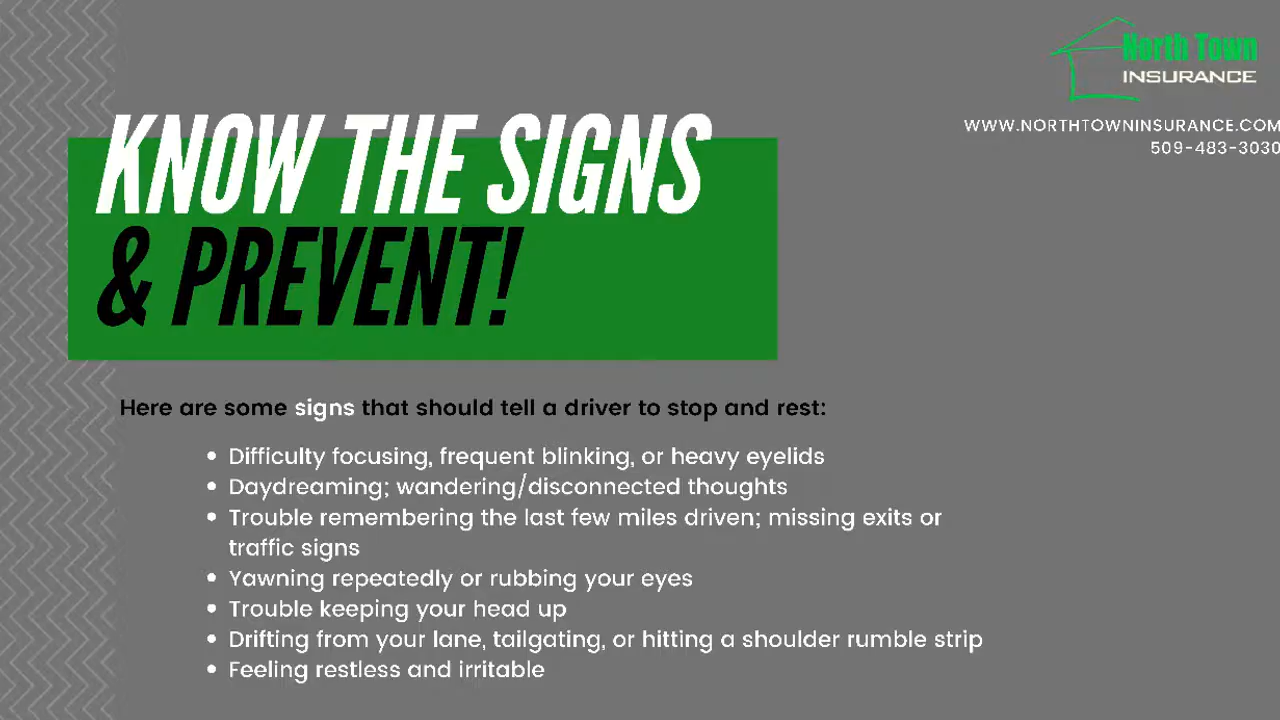 North Town
INSURANCE
WWW.NORTHTOWNINSURANCE.COM
509-483-3030
KNOW THE SIGNS
& PREVENT!
Here are some signs that should tell a driver to stop and rest:
• Difficulty focusing, frequent blinking, or heavy eyelids
• Daydreaming; wandering/disconnected thoughts
• Trouble remembering the last few miles driven; missing exits or
traffic signs
• Yawning repeatedly or rubbing your eyes
• Trouble keeping your head up
• Drifting from your lane, tailgating, or hitting a shoulder rumble strip
• Feeling restless and irritable